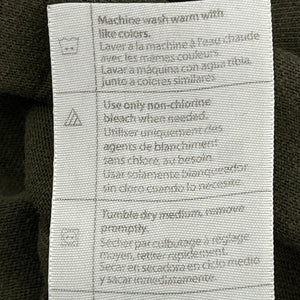 Machine wash warm with
like colors.
Laver à la machine à l'eau chaude
avec les mêmes couleurs.
Lavar a máquina con agua tibia,
junto a colores similares.
Use only non-chlorine
bleach when needed.
Utiliser uniquement des
agents de blanchiment
sans chlore, au besoin.
Usar solamente blanqueador
sin cloro cuando lo necesite.
Tumble dry medium, remove
promptly.
Sécher par culbutage à réglage
moyen, retirer rapidement.
Secar en secadora en ciclo medio
y sacar inmediatamente.